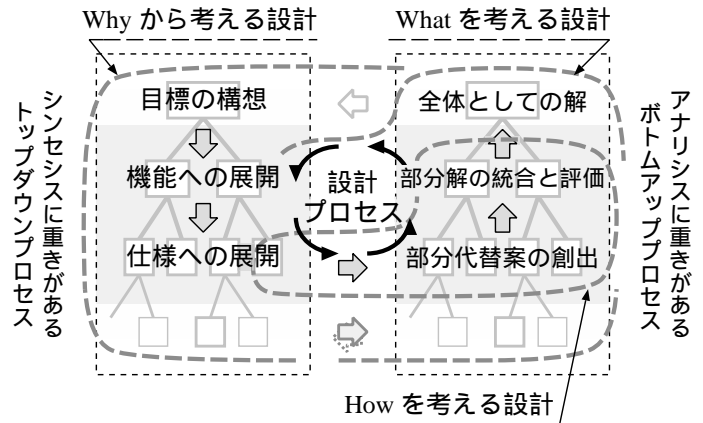 Why から考える設計
What を考える設計
シンセシスに重きがある
トップダウンプロセス
目標の構想
機能への展開
仕様への展開
設計
プロセス
全体としての解
部分解の統合と評価
部分代替案の創出
アナリシスに重きがある
ボトムアッププロセス
How を考える設計